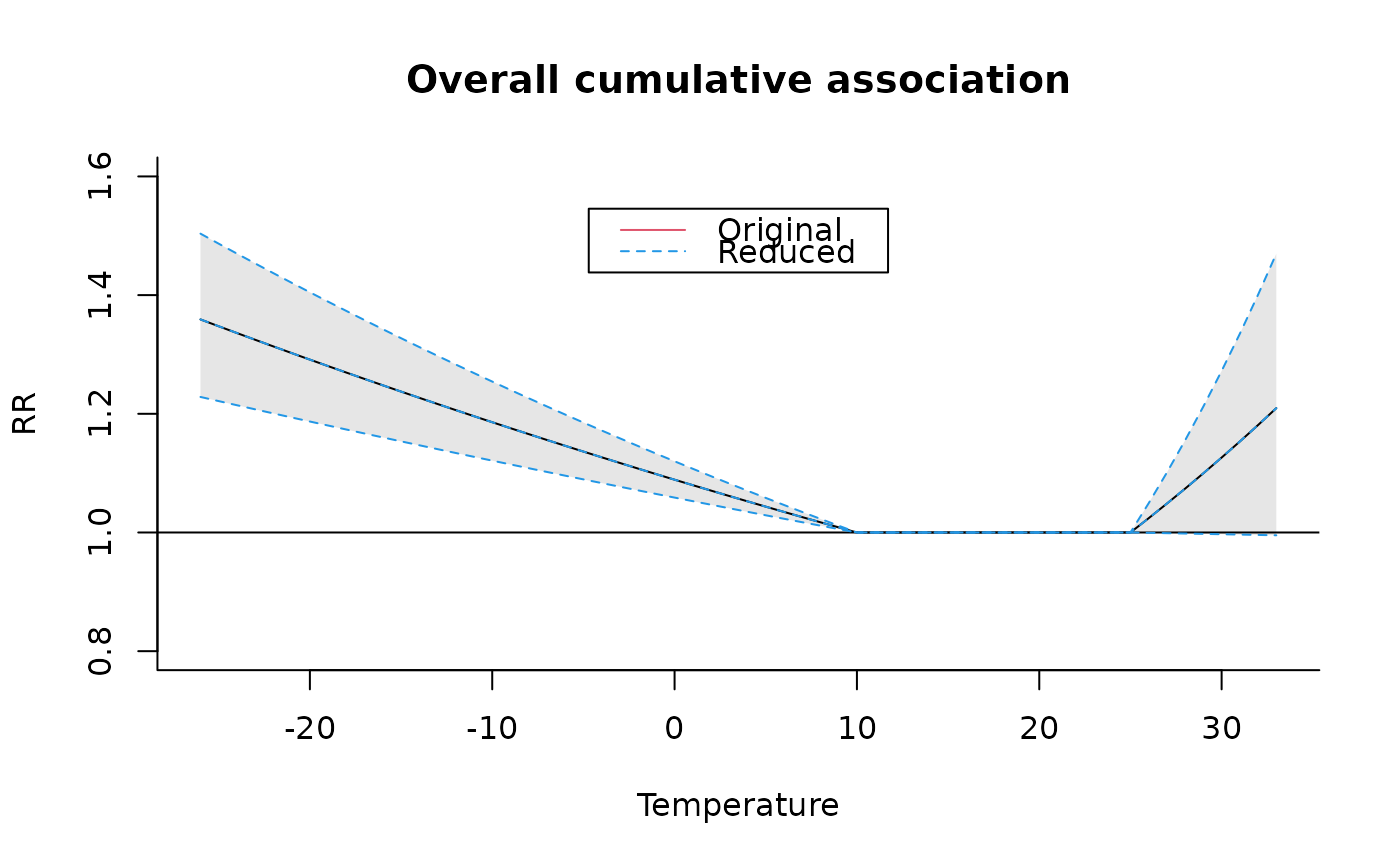 Overall cumulative association
1.6
1.4
1.2
1.0
0.8
RR
Original
Reduced
-20 -10 0 10 20 30
Temperature